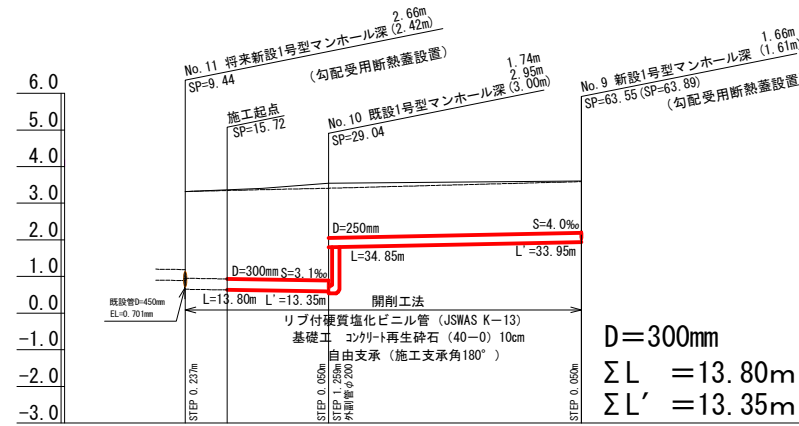 2.66m
No.11 将来新設1号型マンホール深(2.42m)
SP=9.44
(勾配受用断熱蓋設置)
施工起点
SP=15.72
1.74m
2.95m
No.10 既設1号型マンホール深(3.00m)
SP=29.04
1.66m
No.9 新設1号型マンホール深 (1.61m)
SP=63.55(SP=63.89)
(勾配受用断熱蓋設置
6.0
5.0
4.0
3.0
2.0
1.0
0.0
-1.0
-2.0
-3.0
D=250mm
S=4.0‰
L=34.85m
L'=33.95m
D=300mm S=3.1‰
L=13.80m L'=13.35m
既設管D=450mm
EL=0.701mm
開削工法
リブ付硬質塩化ビニル管 (JSWAS K-13)
基礎工 コンクリート再生砕石 (40-0) 10cm
自由支承 (施工支承角180°)
STEP 0.237m
STEP 0.050m
STEP 1.259m
外副管φ200
STEP 0.050m
D=300mm
ΣL =13.80m
ΣL' =13.35m